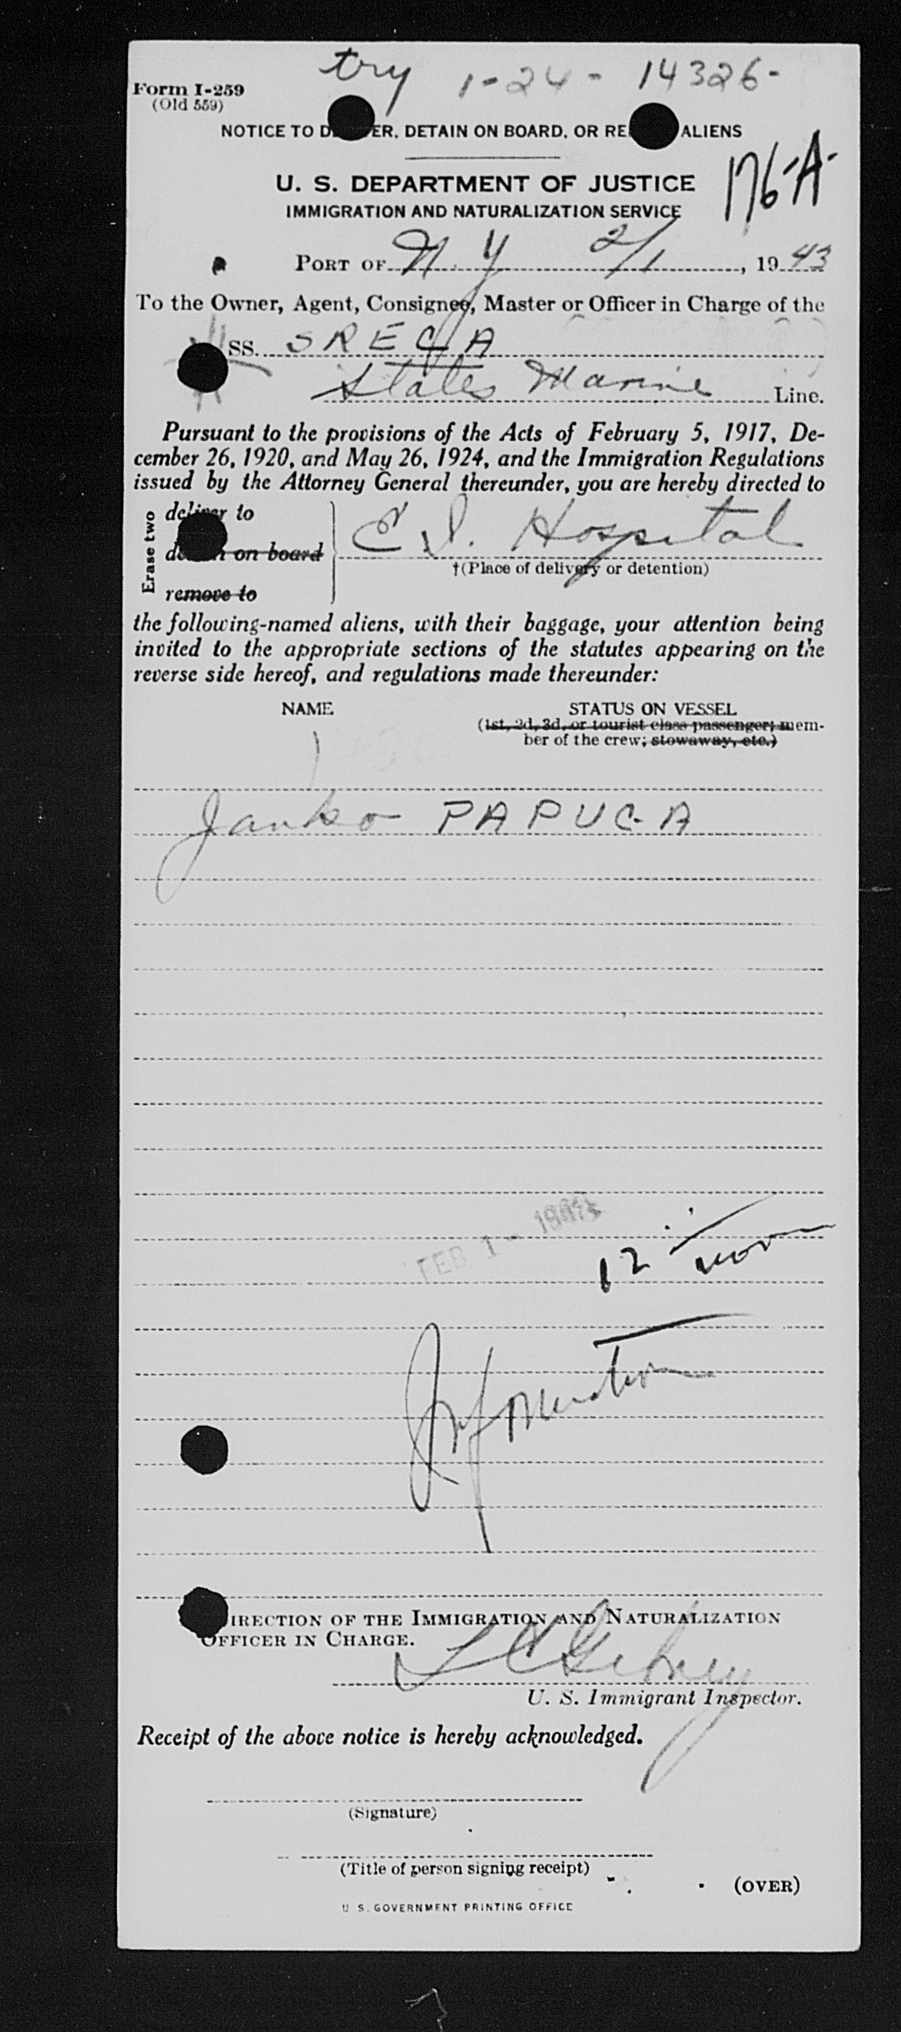 try 1-24- 14326-
Form I-259
(Old 559)
NOTICE TO D ER, DETAIN ON BOARD, OR RE ALIENS
176-A-
U. S. DEPARTMENT OF JUSTICE
IMMIGRATION AND NATURALIZATION SERVICE
PORT OF N. Y 2/1, 1943
To the Owner, Agent, Consignee, Master or Officer in Charge of the
SS. SREĆA
States Marine Line.
Pursuant to the provisions of the Acts of February 5, 1917, De-
cember 26, 1920, and May 26, 1924, and the Immigration Regulations
issued by the Attorney General thereunder, you are hereby directed to
Erase two
deliver to
detain on board
remove to
E I. Hospital
†(Place of delivery or detention)
the following-named aliens, with their baggage, your attention being
invited to the appropriate sections of the statutes appearing on the
reverse side hereof, and regulations made thereunder:
NAME STATUS ON VESSEL
(1st, 2d, 3d, or tourist class passenger; mem-
ber of the crew; stowaway, etc.)
Janko PAPUCA
FEB 1 - 1943
12 noon
Information
IRECTION OF THE IMMIGRATION AND NATURALIZATION
OFFICER IN CHARGE.
U. S. Immigrant Inspector.
Receipt of the above notice is hereby acknowledged.
(Signature)
(Title of person signing receipt)
(OVER)
U. S. GOVERNMENT PRINTING OFFICE